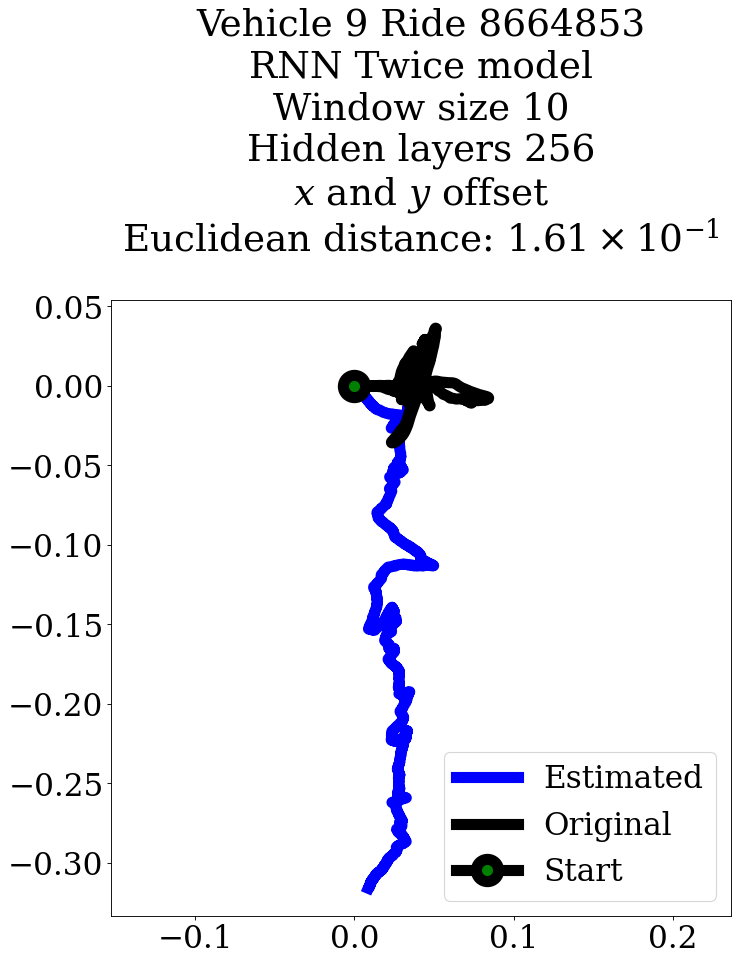 Vehicle 9 Ride 8664853
RNN Twice model
Window size 10
Hidden layers 256
x and y offset
Euclidean distance: 1.61 × 10⁻¹
0.05
0.00
−0.05
−0.10
−0.15
−0.20
−0.25
−0.30
Estimated
Original
Start
−0.1 0.0 0.1 0.2